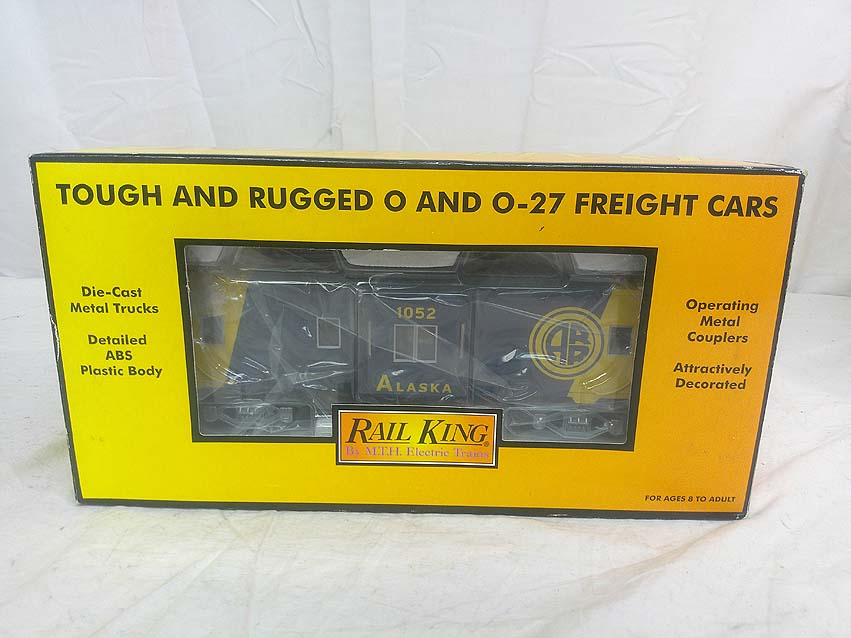 TOUGH AND RUGGED O AND O-27 FREIGHT CARS
Die-Cast
Metal Trucks
Detailed
ABS
Plastic Body
1052
ALASKA
ARR
Operating
Metal
Couplers
Attractively
Decorated
RAIL KING
By M.T.H. Electric Trains
FOR AGES 8 TO ADULT